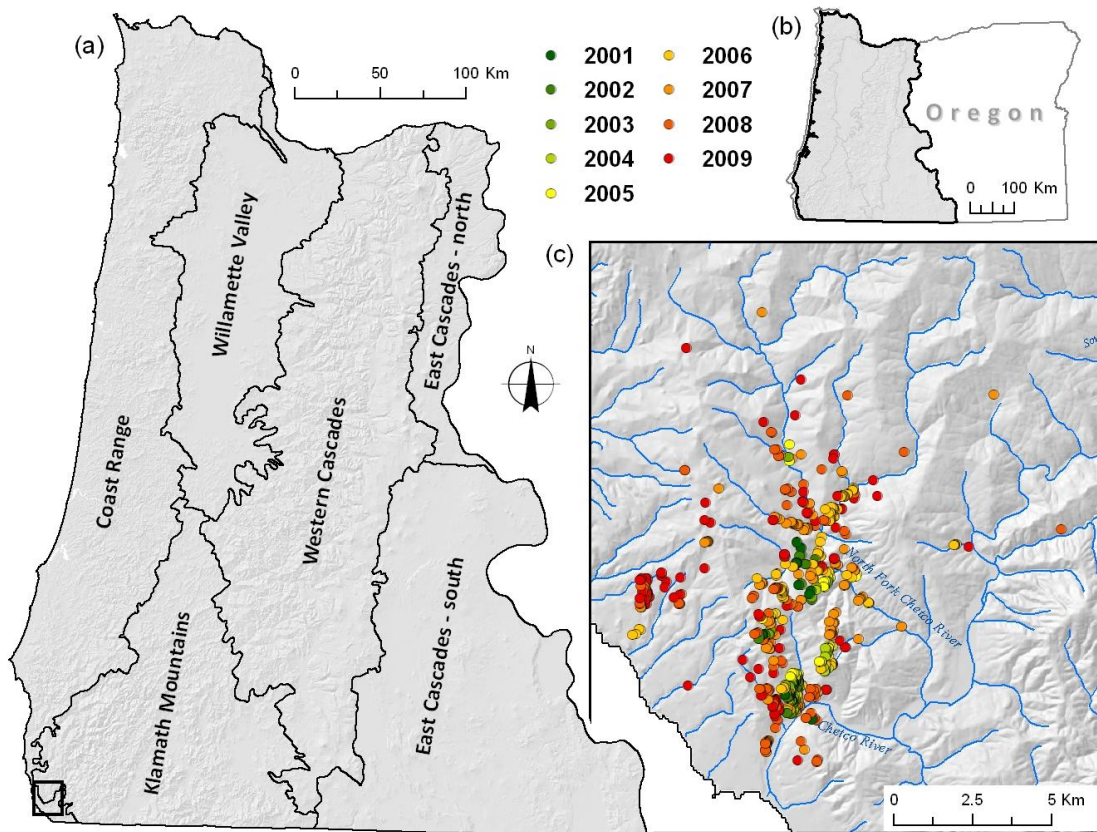 (a)
0 50 100 Km
2001
2002
2003
2004
2005
2006
2007
2008
2009
(b)
Oregon
0 100 Km
Coast Range
Willamette Valley
Western Cascades
East Cascades - north
East Cascades - south
Klamath Mountains
N
(c)
North Fork Chetco River
Chetco River
0 2.5 5 Km